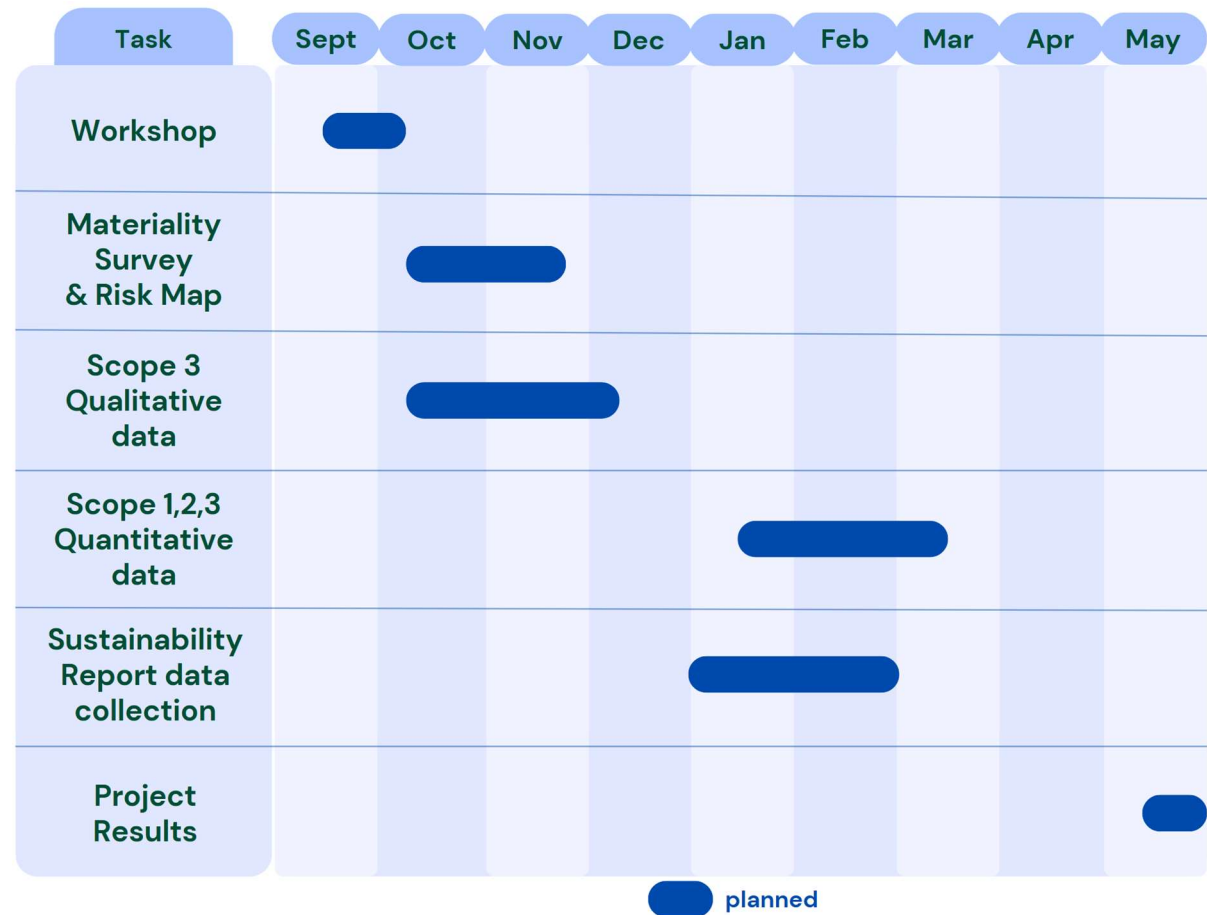 Task
Sept Oct Nov Dec Jan Feb Mar Apr May
Workshop
Materiality
Survey
& Risk Map
Scope 3
Qualitative
data
Scope 1,2,3
Quantitative
data
Sustainability
Report data
collection
Project
Results
planned